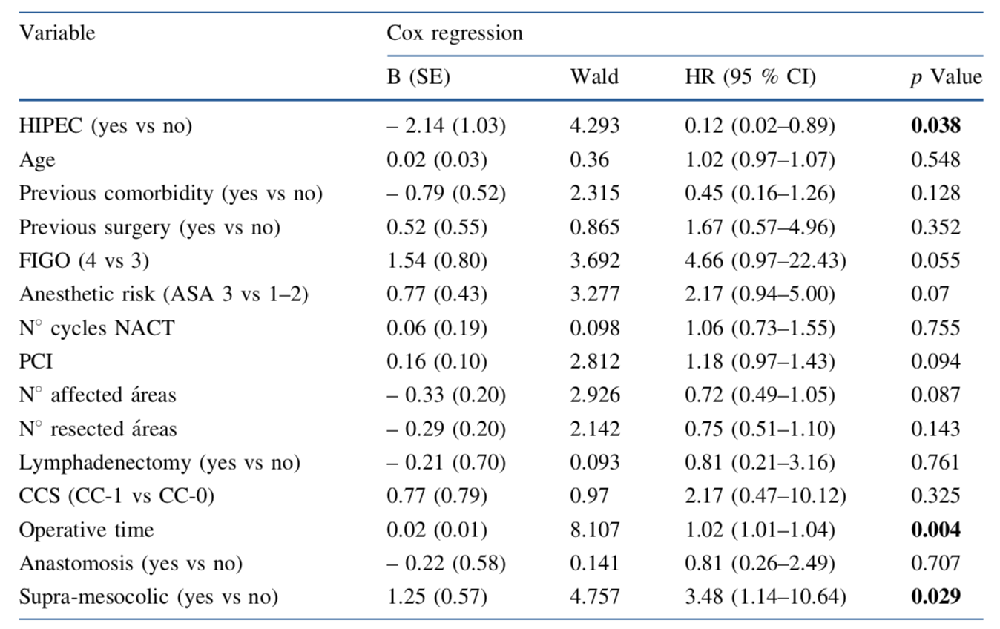 Variable Cox regression
B (SE) Wald HR (95 % CI) p Value
HIPEC (yes vs no) – 2.14 (1.03) 4.293 0.12 (0.02–0.89) 0.038
Age 0.02 (0.03) 0.36 1.02 (0.97–1.07) 0.548
Previous comorbidity (yes vs no) – 0.79 (0.52) 2.315 0.45 (0.16–1.26) 0.128
Previous surgery (yes vs no) 0.52 (0.55) 0.865 1.67 (0.57–4.96) 0.352
FIGO (4 vs 3) 1.54 (0.80) 3.692 4.66 (0.97–22.43) 0.055
Anesthetic risk (ASA 3 vs 1–2) 0.77 (0.43) 3.277 2.17 (0.94–5.00) 0.07
N° cycles NACT 0.06 (0.19) 0.098 1.06 (0.73–1.55) 0.755
PCI 0.16 (0.10) 2.812 1.18 (0.97–1.43) 0.094
N° affected áreas – 0.33 (0.20) 2.926 0.72 (0.49–1.05) 0.087
N° resected áreas – 0.29 (0.20) 2.142 0.75 (0.51–1.10) 0.143
Lymphadenectomy (yes vs no) – 0.21 (0.70) 0.093 0.81 (0.21–3.16) 0.761
CCS (CC-1 vs CC-0) 0.77 (0.79) 0.97 2.17 (0.47–10.12) 0.325
Operative time 0.02 (0.01) 8.107 1.02 (1.01–1.04) 0.004
Anastomosis (yes vs no) – 0.22 (0.58) 0.141 0.81 (0.26–2.49) 0.707
Supra-mesocolic (yes vs no) 1.25 (0.57) 4.757 3.48 (1.14–10.64) 0.029